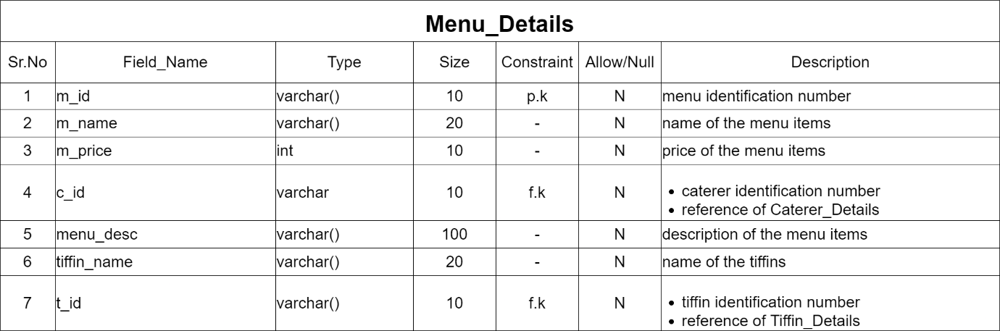 Menu_Details
Sr.No Field_Name Type Size Constraint Allow/Null Description
1 m_id varchar() 10 p.k N menu identification number
2 m_name varchar() 20 - N name of the menu items
3 m_price int 10 - N price of the menu items
4 c_id varchar 10 f.k N • caterer identification number
• reference of Caterer_Details
5 menu_desc varchar() 100 - N description of the menu items
6 tiffin_name varchar() 20 - N name of the tiffins
7 t_id varchar() 10 f.k N • tiffin identification number
• reference of Tiffin_Details